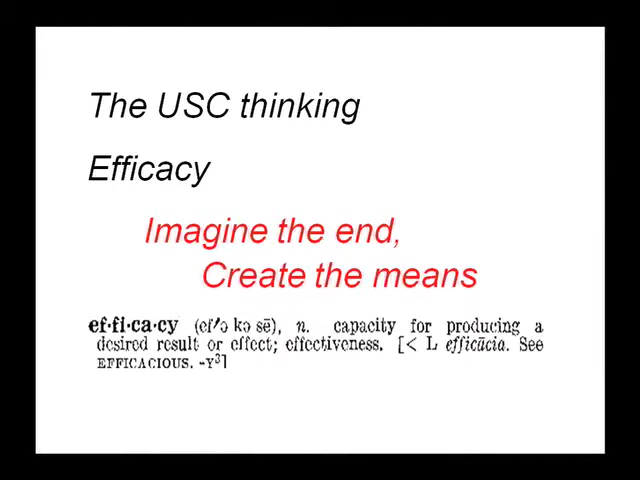 The USC thinking
Efficacy
Imagine the end,
Create the means
ef·fi·ca·cy (ef′ə kə sē), n. capacity for producing a
desired result or effect; effectiveness. [< L efficācia. See
EFFICACIOUS. -Y³]